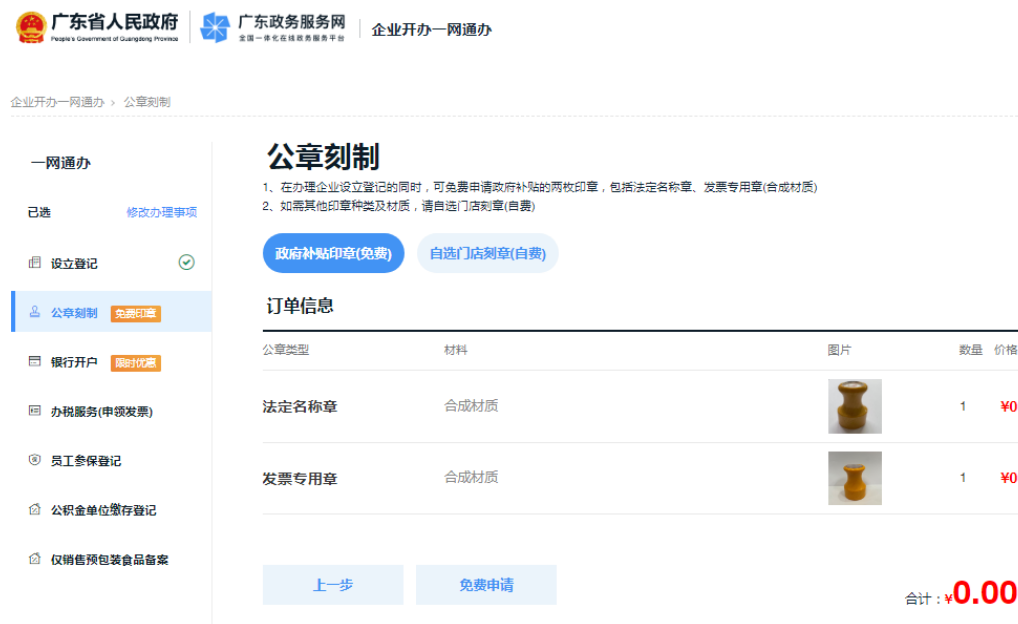 广东省人民政府
People's Government of Guangdong Province
广东政务服务网
全国一体化在线政务服务平台
企业开办一网通办
企业开办一网通办 › 公章刻制
一网通办
已选 修改办理事项
设立登记
公章刻制 免费印章
银行开户 限时优惠
办税服务(申领发票)
员工参保登记
公积金单位缴存登记
仅销售预包装食品备案
公章刻制
1、在办理企业设立登记的同时，可免费申请政府补贴的两枚印章，包括法定名称章、发票专用章(合成材质)
2、如需其他印章种类及材质，请自选门店刻章(自费)
政府补贴印章(免费) 自选门店刻章(自费)
订单信息
公章类型 材料 图片 数量 价格
法定名称章 合成材质 1 ¥0
发票专用章 合成材质 1 ¥0
上一步 免费申请
合计：¥0.00